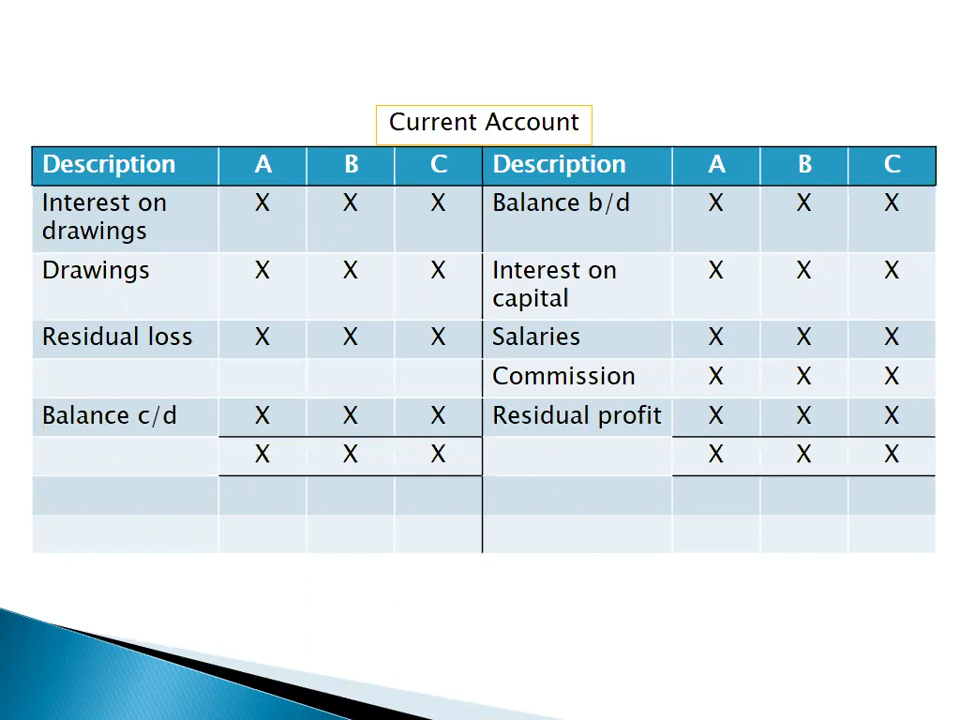 Current Account
Description A B C Description A B C
Interest on X X X Balance b/d X X X
drawings
Drawings X X X Interest on X X X
capital
Residual loss X X X Salaries X X X
Commission X X X
Balance c/d X X X Residual profit X X X
X X X X X X